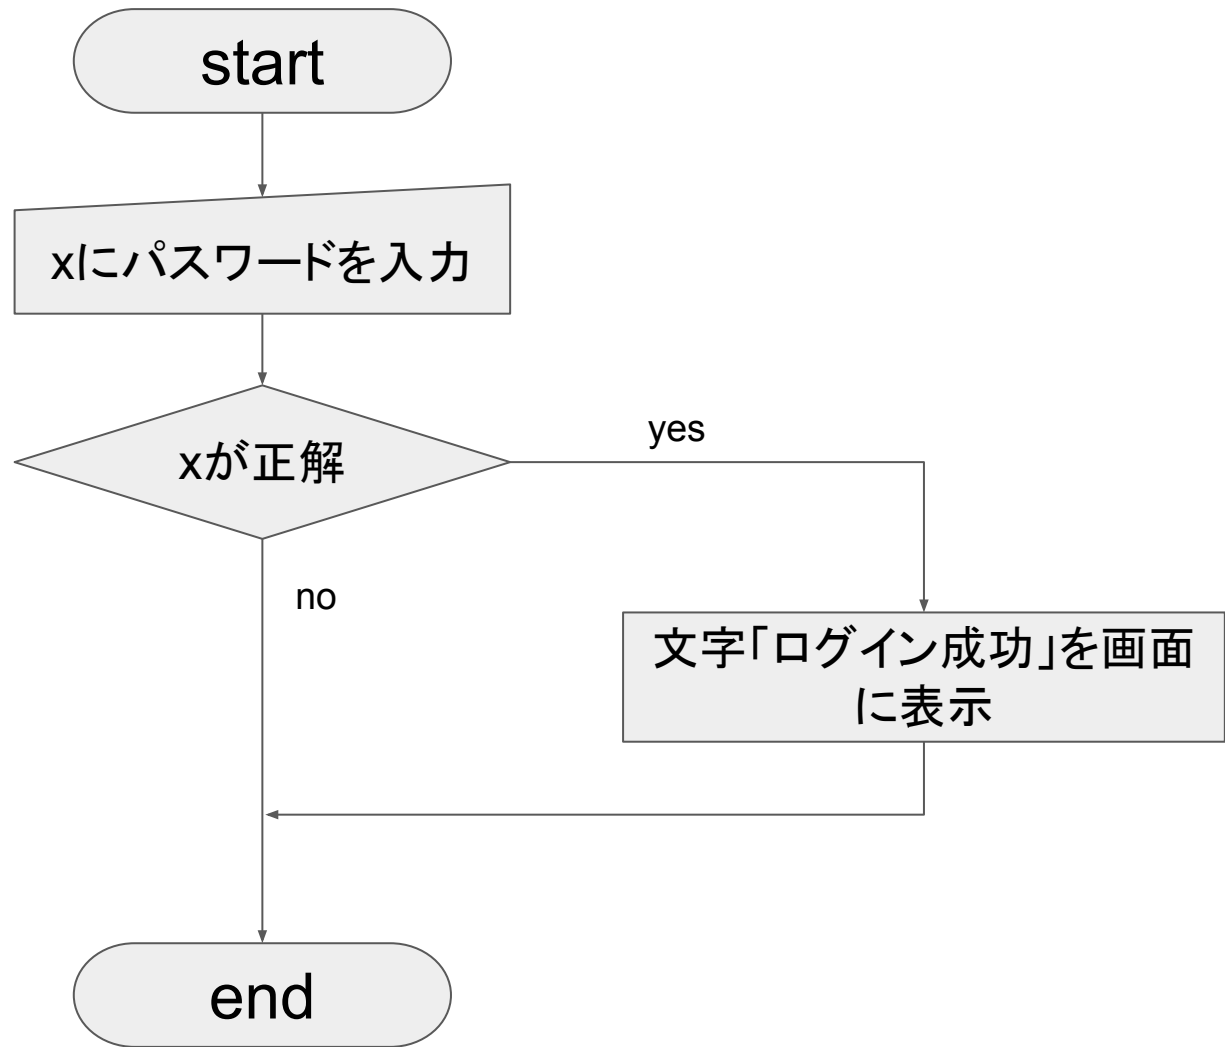 start
xにパスワードを入力
xが正解
yes
no
文字「ログイン成功」を画面
に表示
end